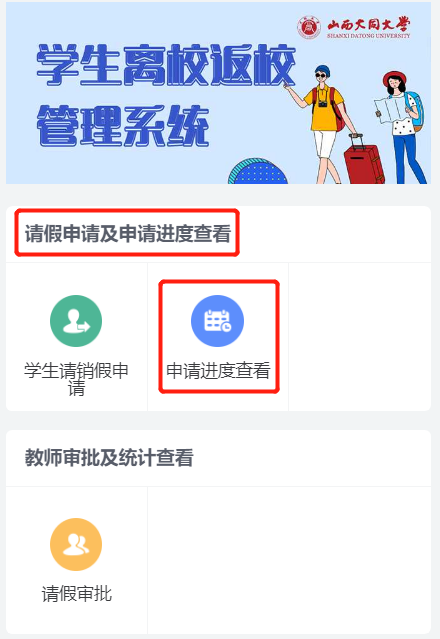 山西大同大学
SHANXI DATONG UNIVERSITY
学生离校返校
管理系统
请假申请及申请进度查看
学生请销假申
请
申请进度查看
教师审批及统计查看
请假审批